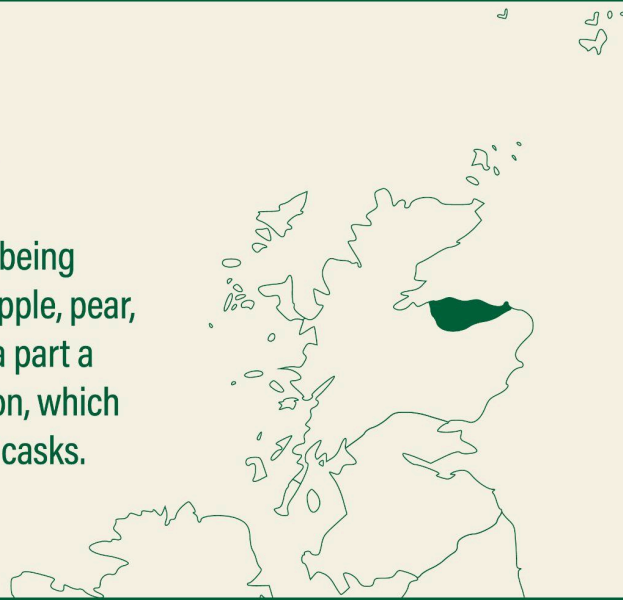 being
pple, pear,
a part a
on, which
casks.